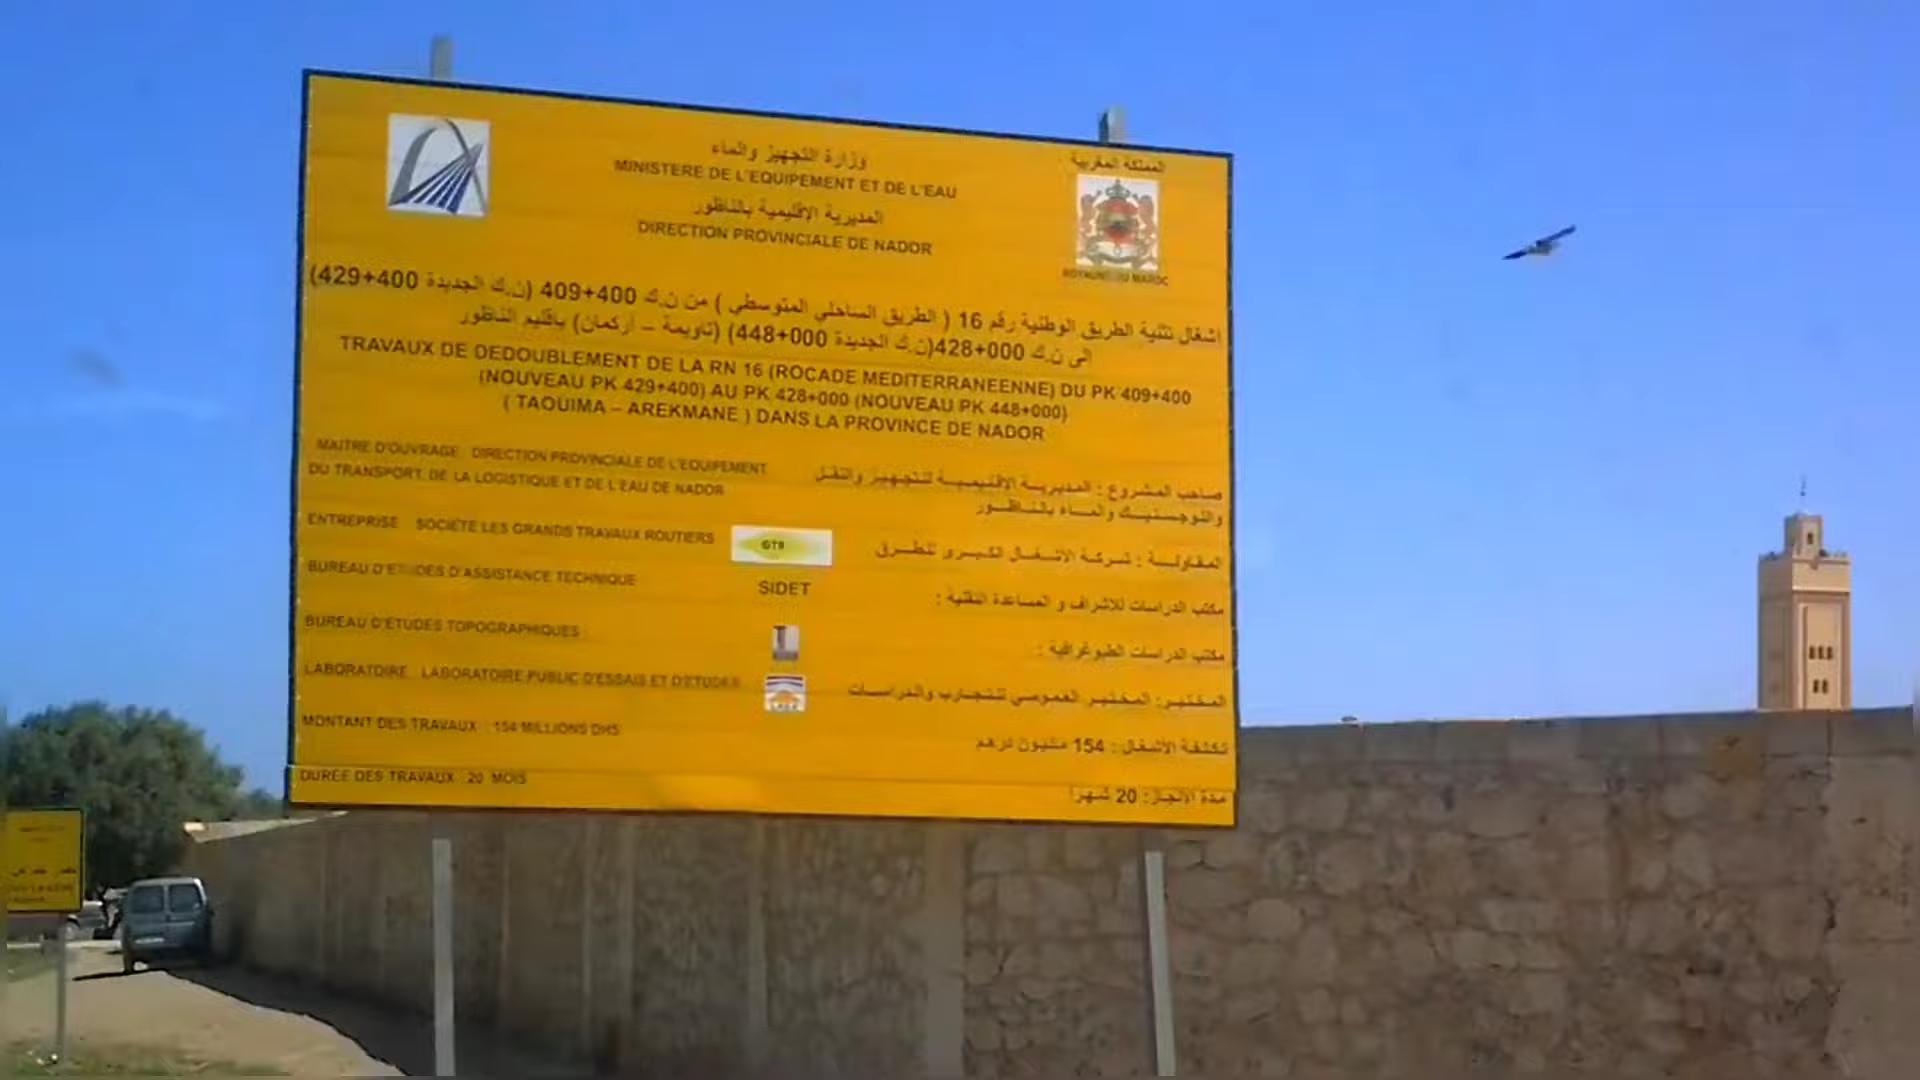 وزارة التجهيز والماء
MINISTERE DE L'EQUIPEMENT ET DE L'EAU
المديرية الإقليمية بالناظور
DIRECTION PROVINCIALE DE NADOR
المملكة المغربية
ROYAUME DU MAROC
أشغال تثنية الطريق الوطنية رقم 16 ( الطريق الساحلي المتوسطي ) من ن.ك 409+400 (ن.ك الجديدة 429+400)
الى ن.ك 428+000(ن.ك الجديدة 448+000) (تاويمة – أركمان) باقليم الناظور
TRAVAUX DE DEDOUBLEMENT DE LA RN 16 (ROCADE MEDITERRANEENNE) DU PK 409+400
(NOUVEAU PK 429+400) AU PK 428+000 (NOUVEAU PK 448+000)
( TAOUIMA – AREKMANE ) DANS LA PROVINCE DE NADOR
MAITRE D'OUVRAGE : DIRECTION PROVINCIALE DE L'EQUIPEMENT
DU TRANSPORT, DE LA LOGISTIQUE ET DE L'EAU DE NADOR
صاحب المشروع : المديرية الاقليمية للتجهيز والنقل
واللوجستيك والماء بالناظور
ENTREPRISE : SOCIETE LES GRANDS TRAVAUX ROUTIERS
GTR
المقاولة : شركة الاشغال الكبرى للطرق
BUREAU D'ETUDES D'ASSISTANCE TECHNIQUE
SIDET
مكتب الدراسات للاشراف و المساعدة التقنية :
BUREAU D'ETUDES TOPOGRAPHIQUES :
مكتب الدراسات الطبوغرافية :
LABORATOIRE : LABORATOIRE PUBLIC D'ESSAIS ET D'ETUDES
المختبر: المختبر العمومي للتجارب والدراسات
MONTANT DES TRAVAUX : 154 MILLIONS DHS
تكلفة الأشغال : 154 مليون درهم
DUREE DES TRAVAUX : 20 MOIS
مدة الانجاز: 20 شهرا